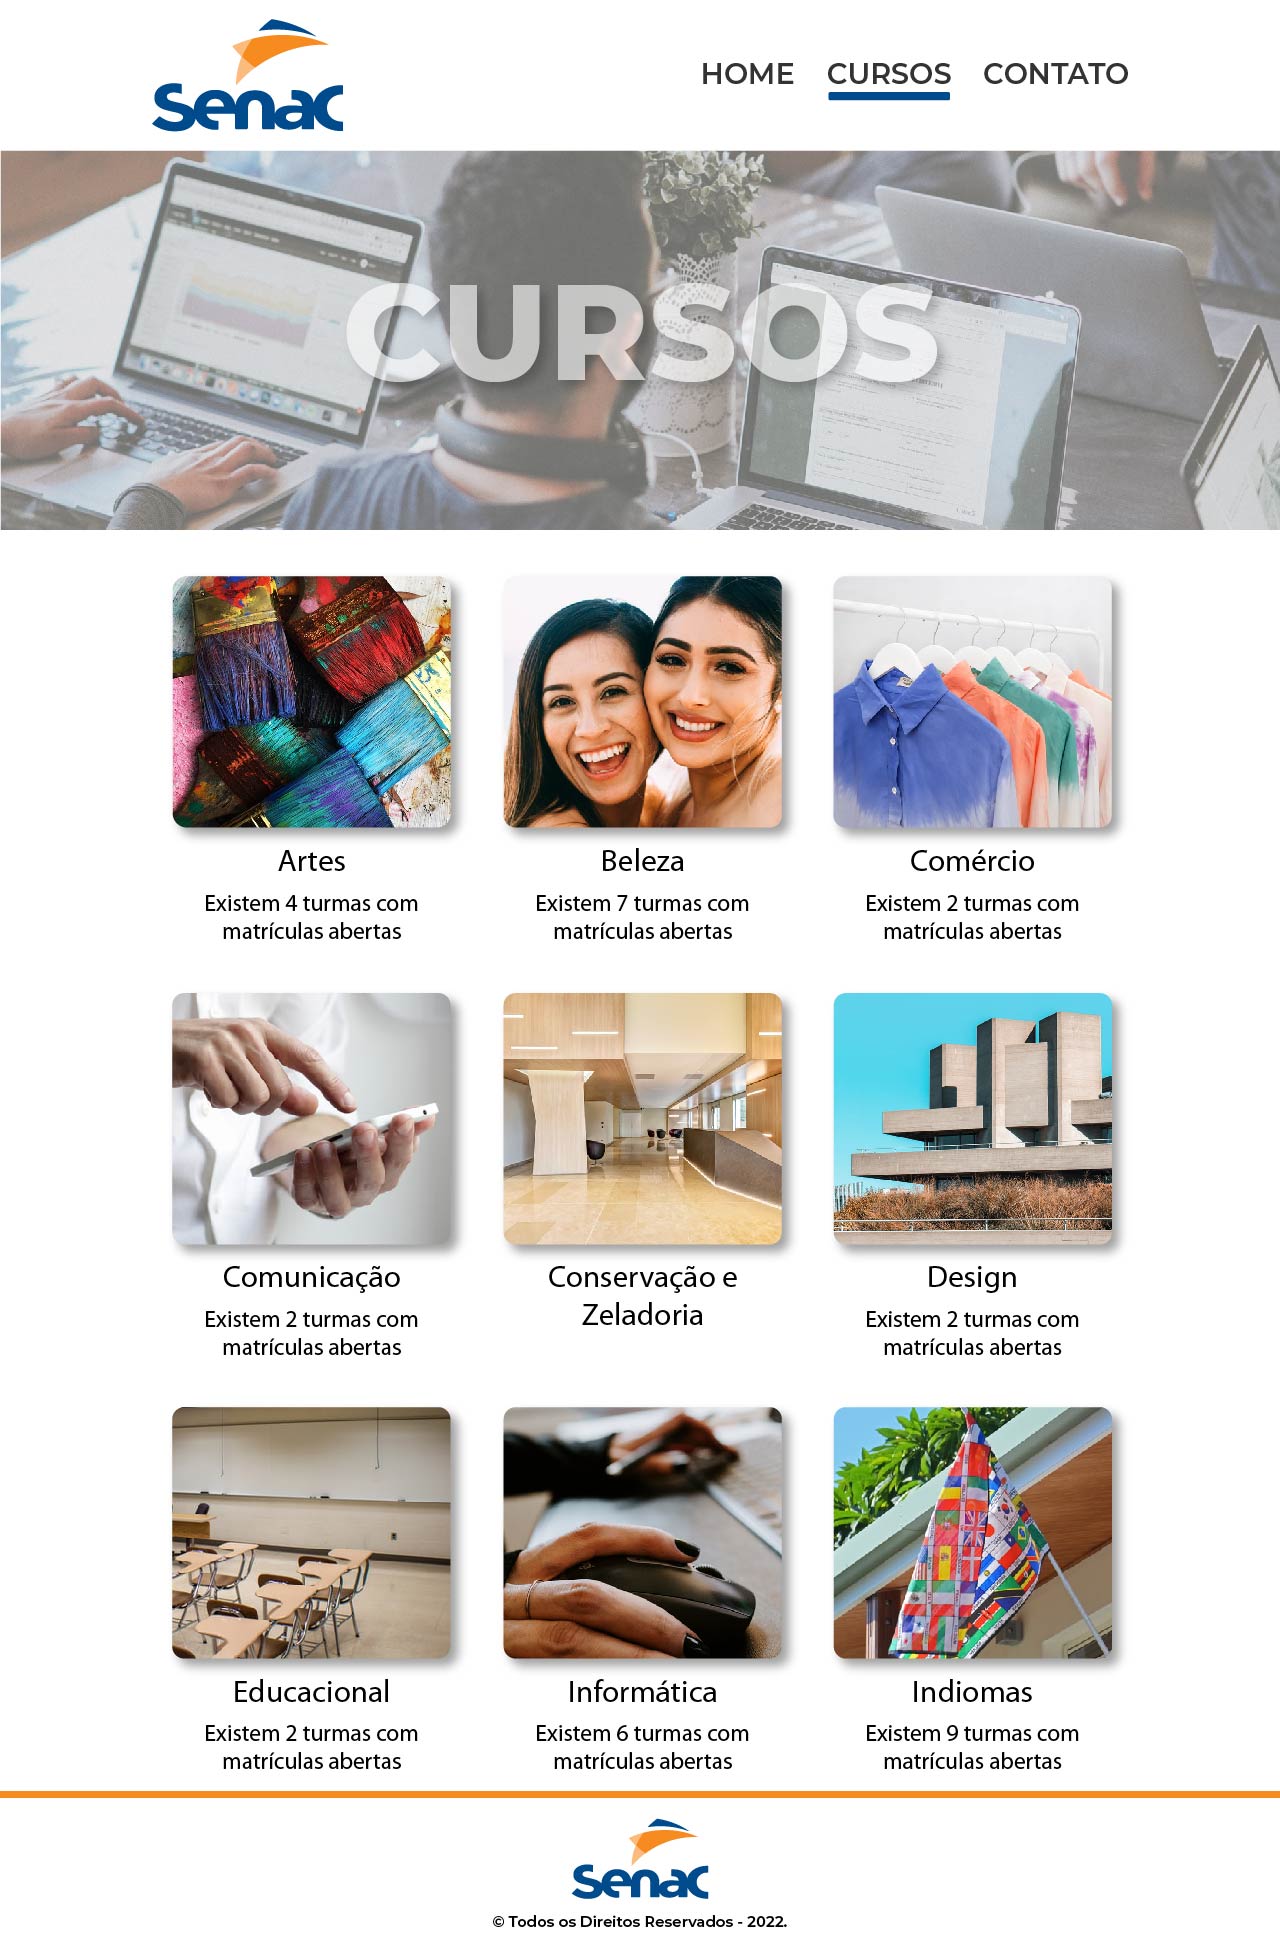 Senac
HOME CURSOS CONTATO
CURSOS
Artes
Existem 4 turmas com
matrículas abertas
Beleza
Existem 7 turmas com
matrículas abertas
Comércio
Existem 2 turmas com
matrículas abertas
Comunicação
Existem 2 turmas com
matrículas abertas
Conservação e
Zeladoria
Design
Existem 2 turmas com
matrículas abertas
Educacional
Existem 2 turmas com
matrículas abertas
Informática
Existem 6 turmas com
matrículas abertas
Indiomas
Existem 9 turmas com
matrículas abertas
Senac
© Todos os Direitos Reservados - 2022.